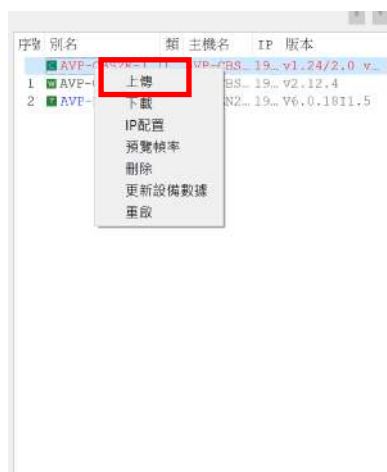 序號 別名 類 主機名 IP 版本
AVP- 19… v1.24/2.0 v…
1 AVP- BS… 19… v2.12.4
2 AVP- N2… 19… V6.0.18I1.5
上傳
下載
IP配置
預覽幀率
刪除
更新設備數據
重啟